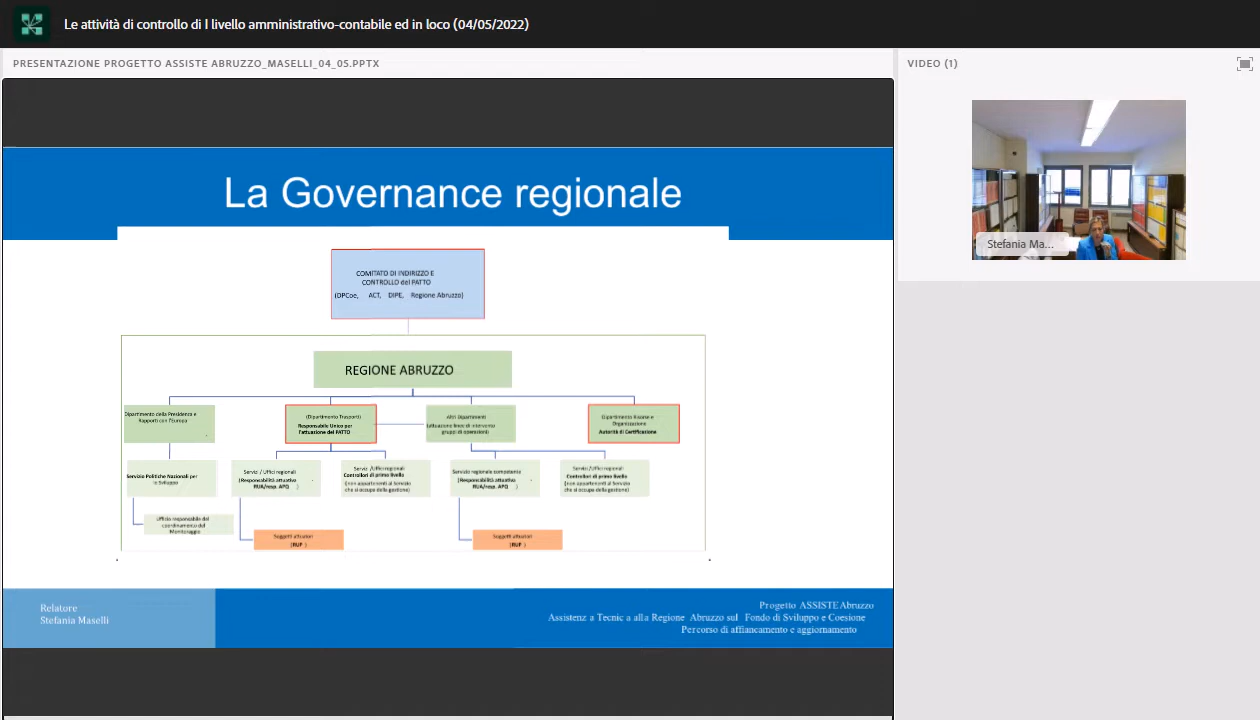 Le attività di controllo di I livello amministrativo-contabile ed in loco (04/05/2022)
PRESENTAZIONE PROGETTO ASSISTE ABRUZZO_MASELLI_04_05.PPTX
VIDEO (1)
Stefania Ma...
La Governance regionale
COMITATO DI INDIRIZZO E
CONTROLLO del PATTO
(DPCoe, ACT, DIPE, Regione Abruzzo)
REGIONE ABRUZZO
Dipartimento della Presidenza e
Rapporti con l'Europa
(Dipartimento Trasporti)
Responsabile Unico per
l'attuazione del PATTO
Altri Dipartimenti
(attuazione linee di intervento
gruppi di operazioni)
Dipartimento Risorse e
Organizzazione
Autorità di Certificazione
Servizio Politiche Nazionali per
lo Sviluppo
Servizi / Uffici regionali
(Responsabilità attuativo
RUA/resp. APQ )
Servizi /Uffici regionali
Controllori di primo livello
(non appartenenti al Servizio
che si occupa della gestione)
Servizio regionale competente
(Responsabilità attuativo
RUA/resp. APQ )
Servizi /Uffici regionali
Controllori di primo livello
(non appartenenti al Servizio
che si occupa della gestione)
Ufficio responsabile del
coordinamento del
Monitoraggio
Soggetti attuatori
(RUP )
Soggetti attuatori
(RUP )
Relatore
Stefania Maselli
Progetto ASSISTE Abruzzo
Assistenz a Tecnic a alla Regione Abruzzo sul Fondo di Sviluppo e Coesione
Percorso di affiancamento e aggiornamento